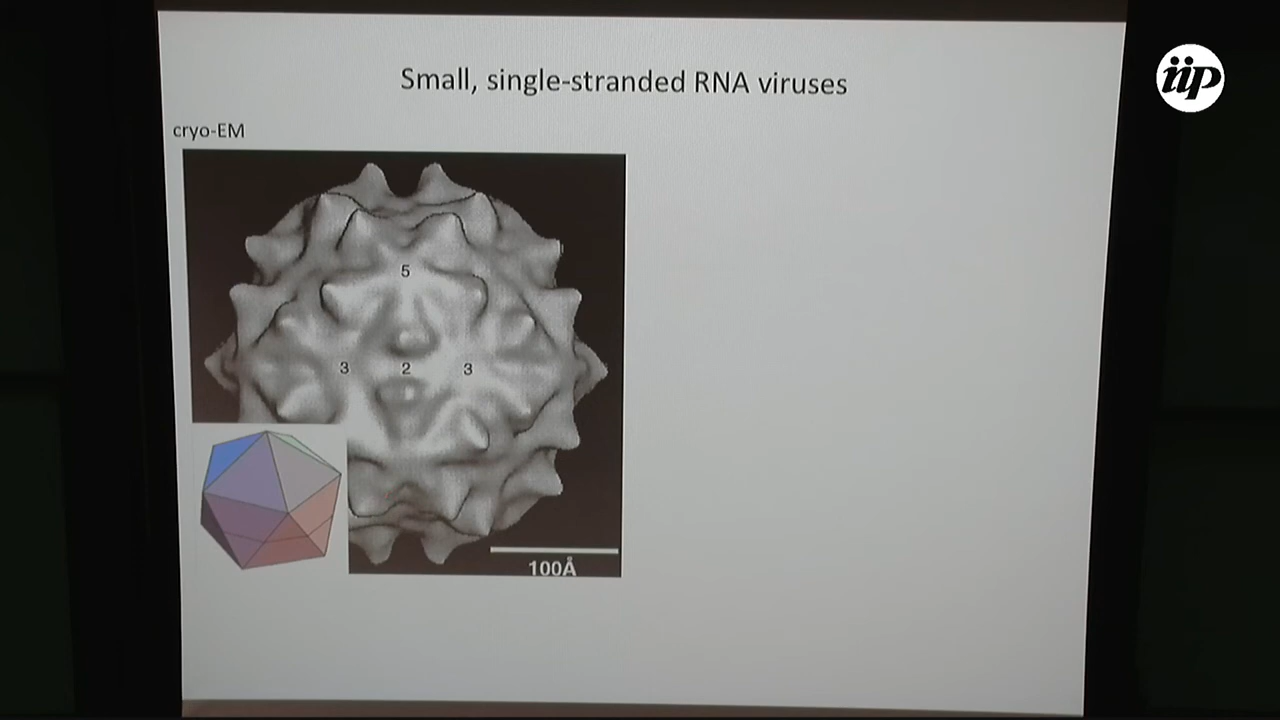 Small, single-stranded RNA viruses
iip
cryo-EM
5
3 2 3
100Å